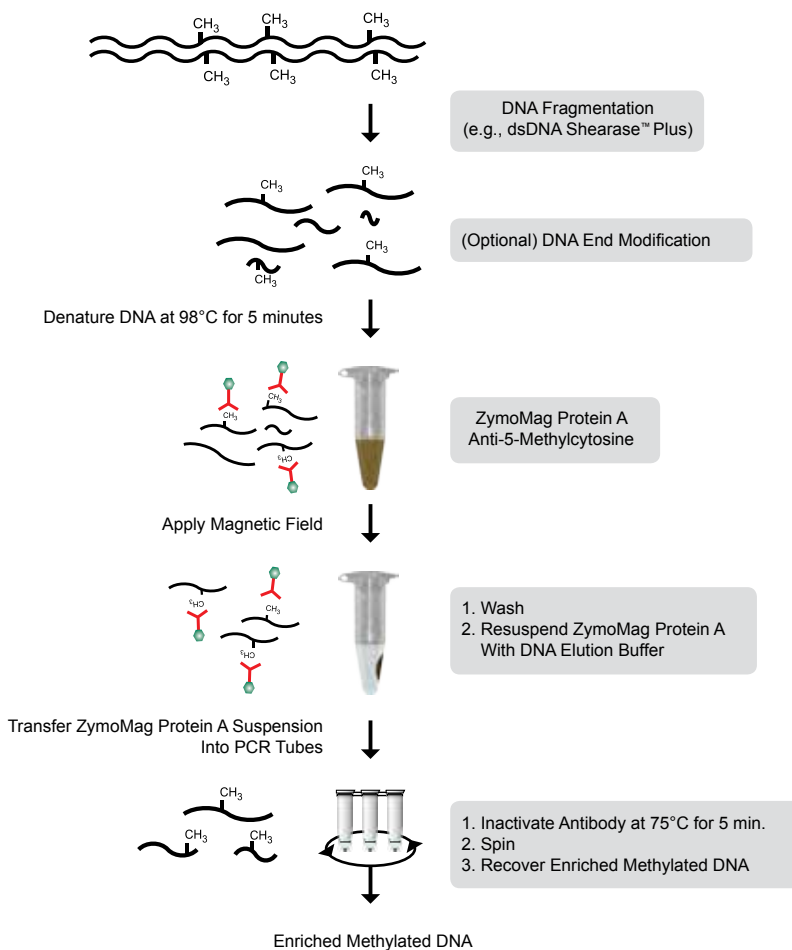 CH3 CH3 CH3
CH3 CH3 CH3
DNA Fragmentation
(e.g., dsDNA Shearase™ Plus)
CH3 CH3
CH3
CH3
(Optional) DNA End Modification
Denature DNA at 98°C for 5 minutes
CH3
CH3
CH3
ZymoMag Protein A
Anti-5-Methylcytosine
Apply Magnetic Field
CH3
CH3
CH3
1. Wash
2. Resuspend ZymoMag Protein A
With DNA Elution Buffer
Transfer ZymoMag Protein A Suspension
Into PCR Tubes
CH3
CH3 CH3
1. Inactivate Antibody at 75°C for 5 min.
2. Spin
3. Recover Enriched Methylated DNA
Enriched Methylated DNA